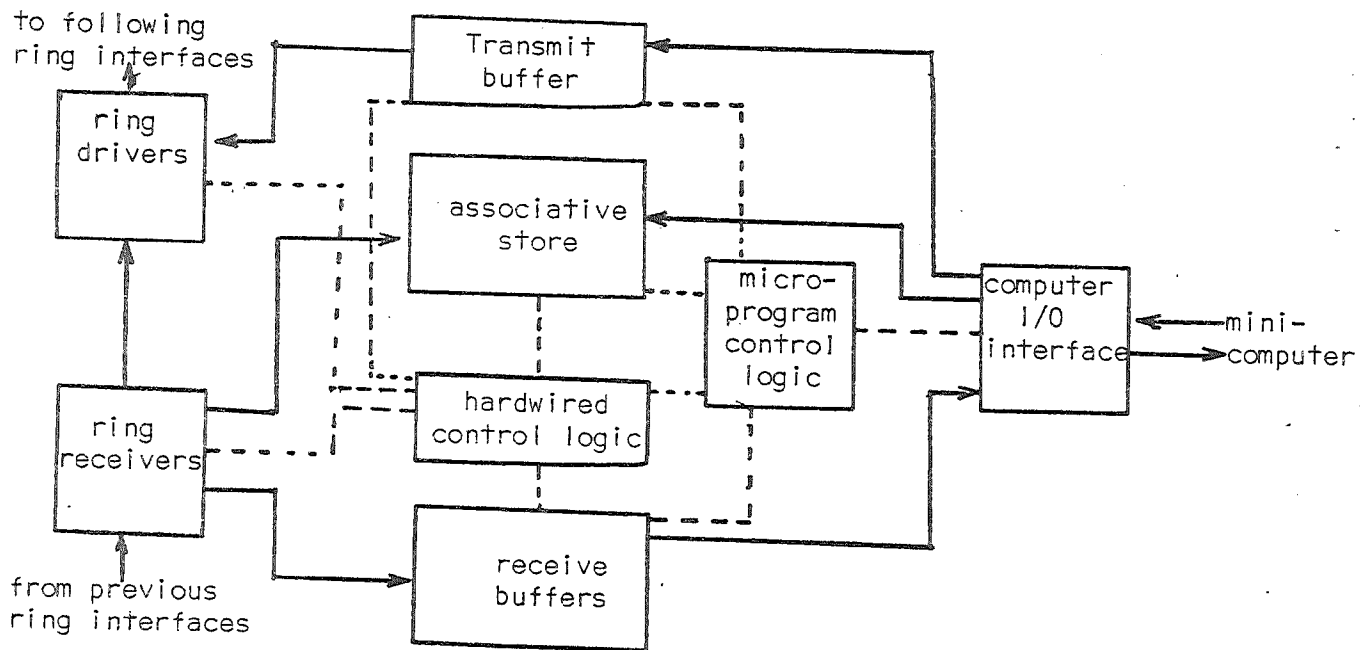 to following
ring interfaces
Transmit
buffer
ring
drivers
associative
store
micro-
program
control
logic
computer
I/O
interface
mini-
computer
hardwired
control logic
ring
receivers
receive
buffers
from previous
ring interfaces